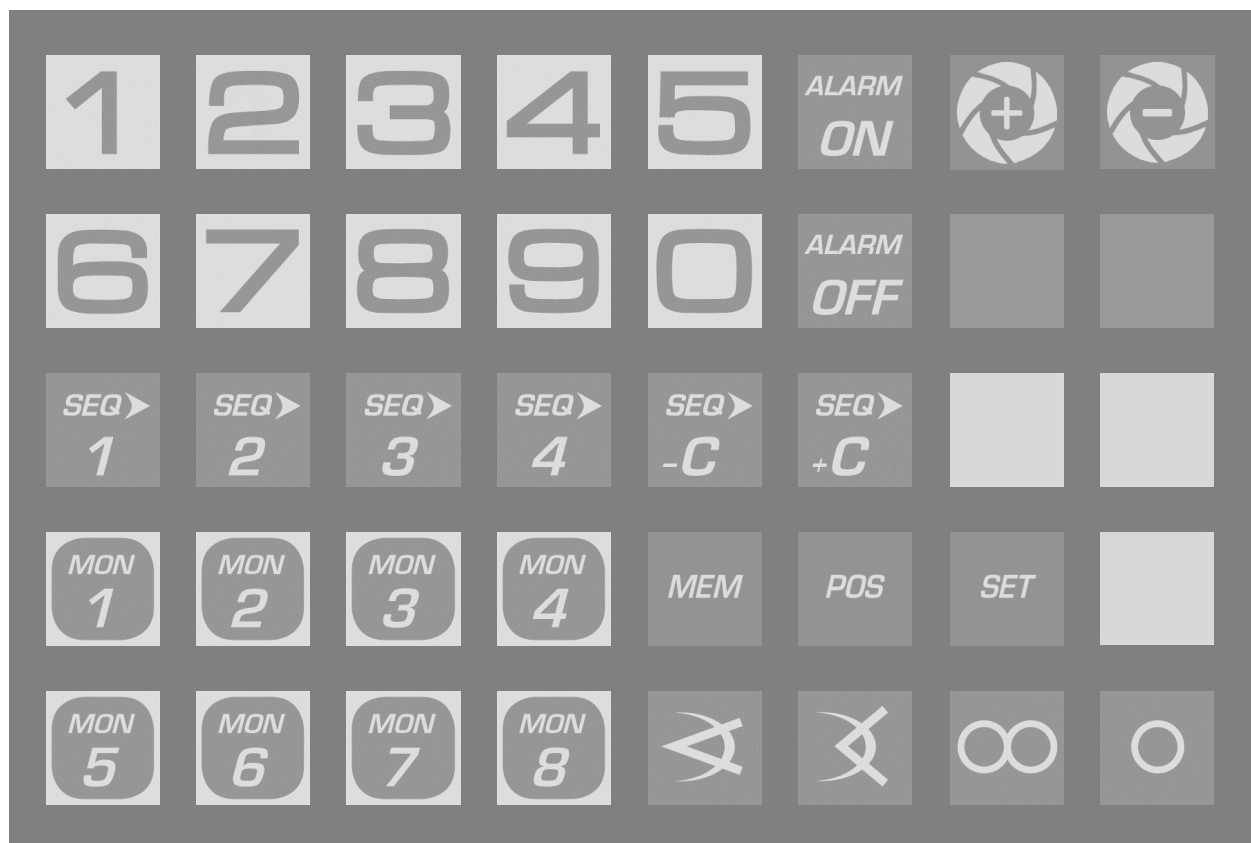 1 2 3 4 5 ALARM ON + -
6 7 8 9 0 ALARM OFF
SEQ 1 SEQ 2 SEQ 3 SEQ 4 SEQ -C SEQ +C
MON 1 MON 2 MON 3 MON 4 MEM POS SET
MON 5 MON 6 MON 7 MON 8